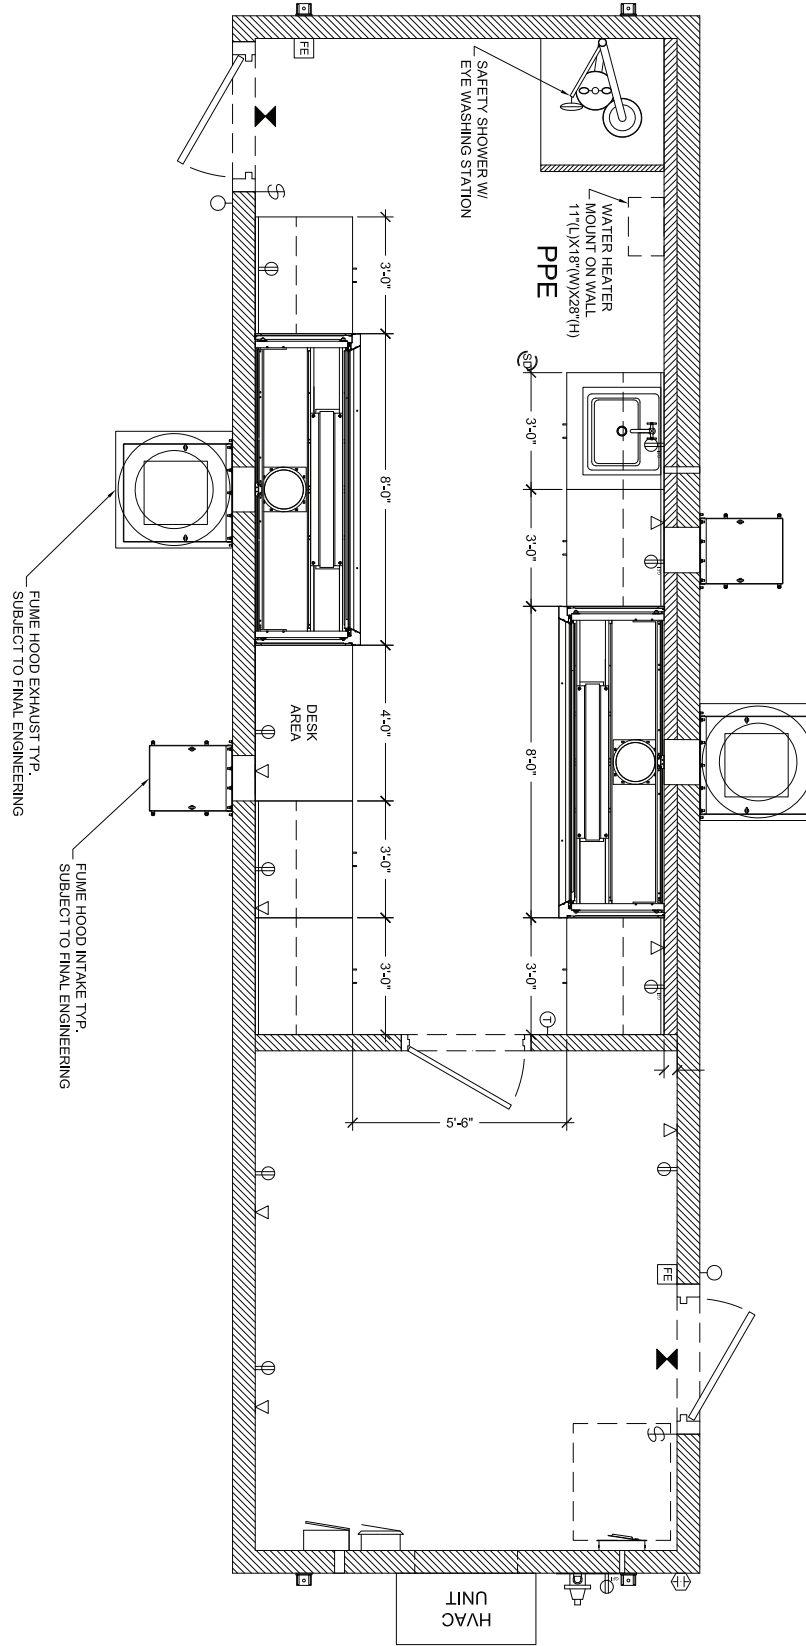 FE
SAFETY SHOWER W/
EYE WASHING STATION
WATER HEATER
MOUNT ON WALL
11"(L)X18"(W)X28"(H)
PPE
3'-0"
SD
3'-0"
8'-0"
3'-0"
FUME HOOD EXHAUST TYP.
SUBJECT TO FINAL ENGINEERING
DESK
AREA
4'-0"
8'-0"
FUME HOOD INTAKE TYP.
SUBJECT TO FINAL ENGINEERING
3'-0"
3'-0"
3'-0"
T
5'-6"
FE
HVAC
UNIT